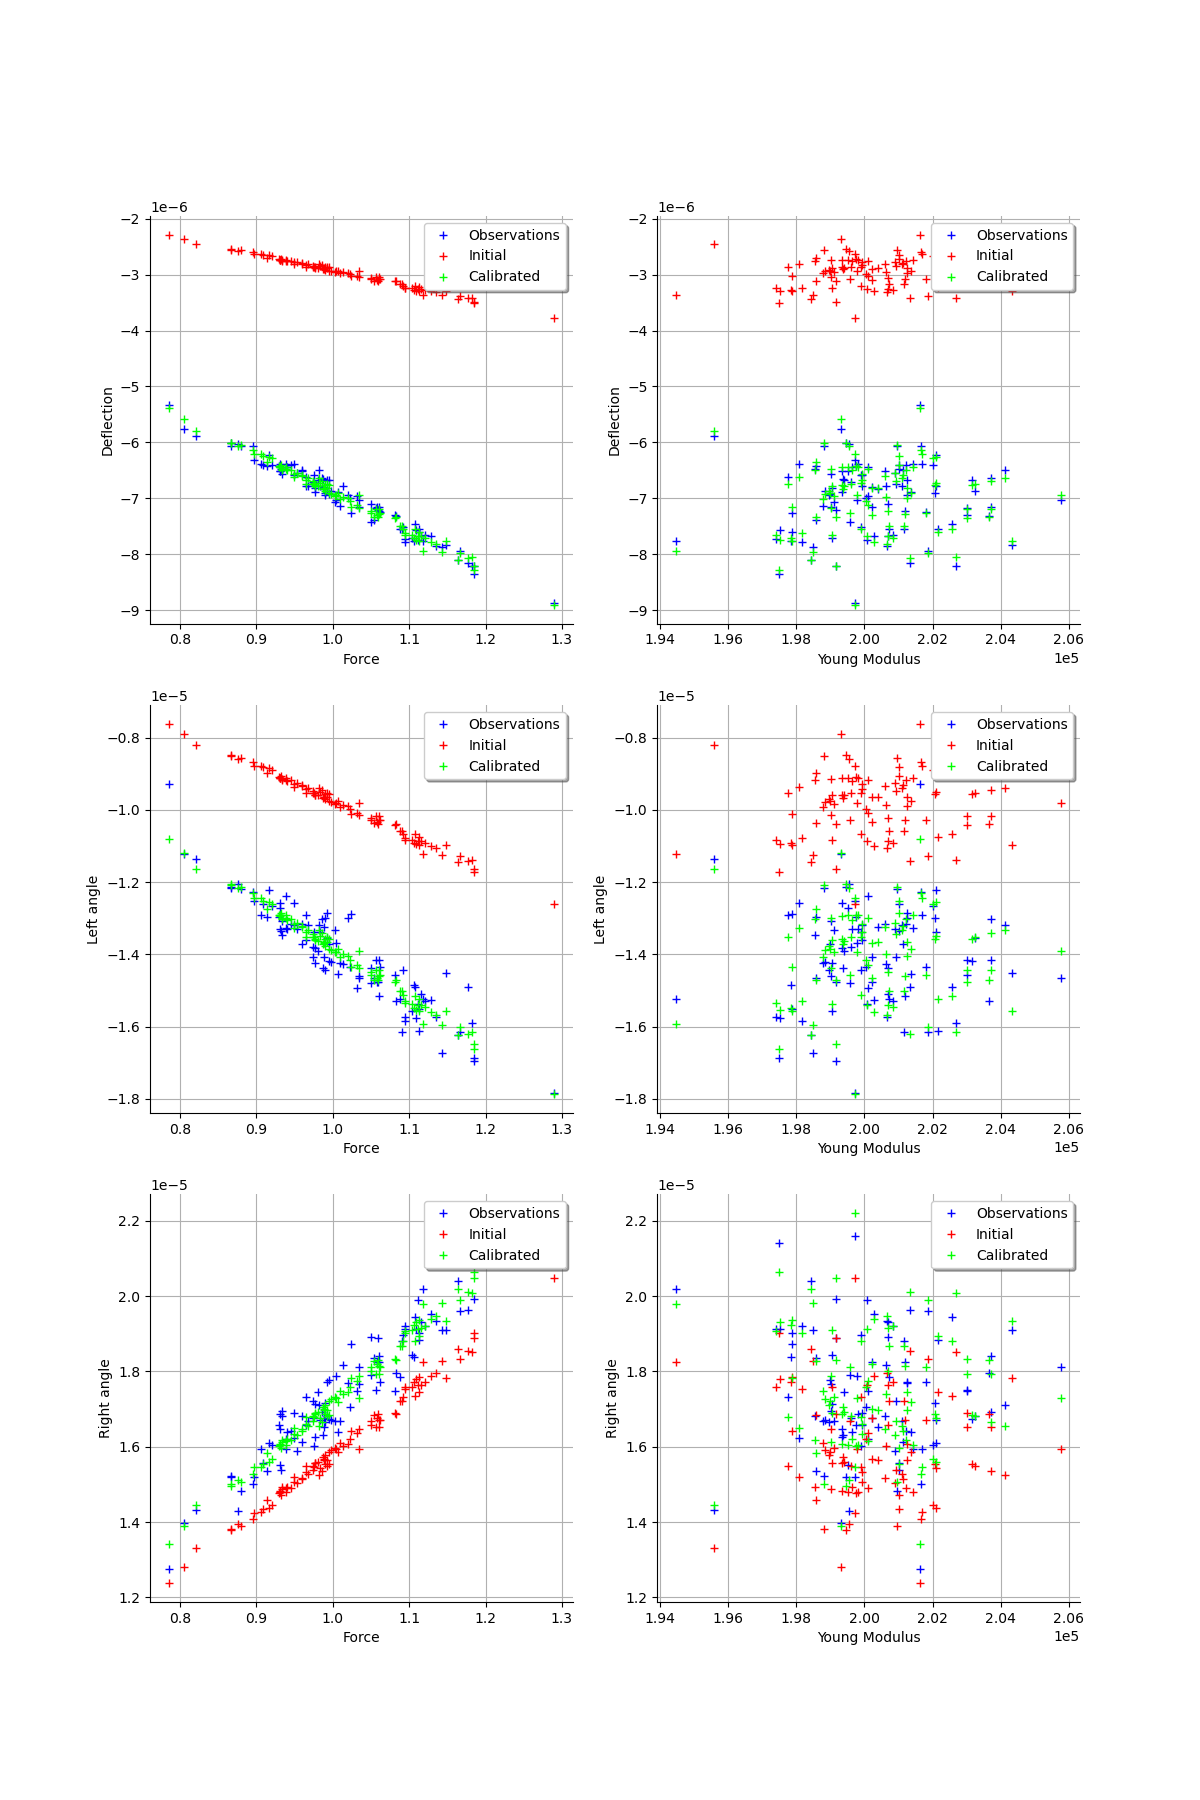 1e−6
−2
−3
−4
−5
−6
−7
−8
−9
Deflection
0.8 0.9 1.0 1.1 1.2 1.3
Force
Observations
Initial
Calibrated
1e−6
−2
−3
−4
−5
−6
−7
−8
−9
Deflection
1.94 1.96 1.98 2.00 2.02 2.04 2.06
Young Modulus
1e5
Observations
Initial
Calibrated
1e−5
−0.8
−1.0
−1.2
−1.4
−1.6
−1.8
Left angle
0.8 0.9 1.0 1.1 1.2 1.3
Force
Observations
Initial
Calibrated
1e−5
−0.8
−1.0
−1.2
−1.4
−1.6
−1.8
Left angle
1.94 1.96 1.98 2.00 2.02 2.04 2.06
Young Modulus
1e5
Observations
Initial
Calibrated
1e−5
2.2
2.0
1.8
1.6
1.4
1.2
Right angle
0.8 0.9 1.0 1.1 1.2 1.3
Force
Observations
Initial
Calibrated
1e−5
2.2
2.0
1.8
1.6
1.4
1.2
Right angle
1.94 1.96 1.98 2.00 2.02 2.04 2.06
Young Modulus
1e5
Observations
Initial
Calibrated